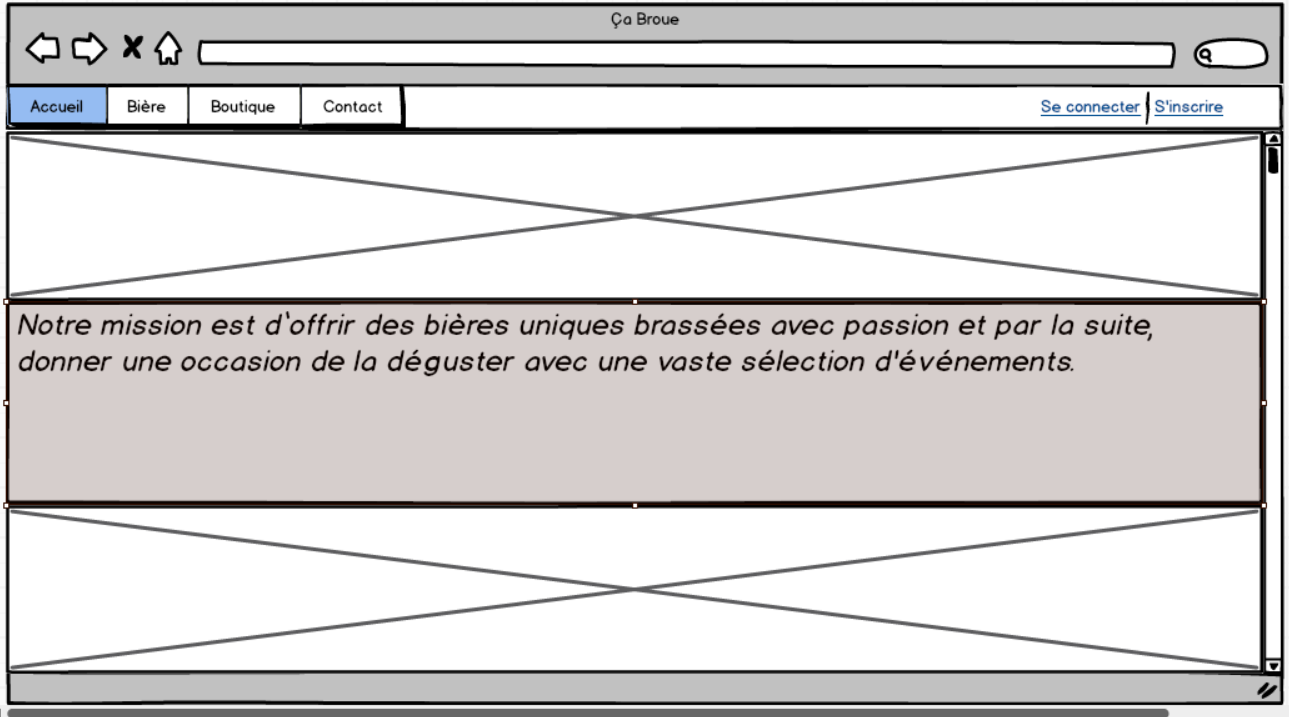 Ça Broue
Accueil Bière Boutique Contact Se connecter S'inscrire
Notre mission est d`offrir des bières uniques brassées avec passion et par la suite,
donner une occasion de la déguster avec une vaste sélection d'événements.